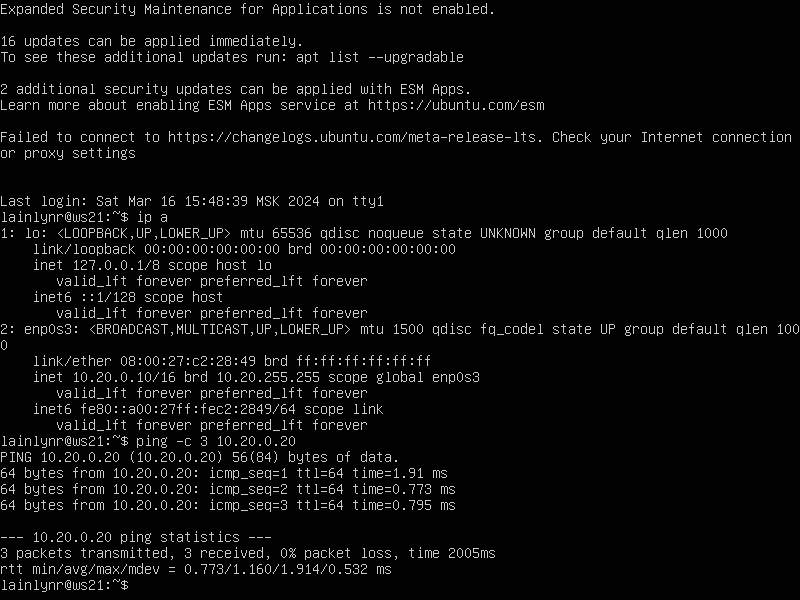 Expanded Security Maintenance for Applications is not enabled.
16 updates can be applied immediately.
To see these additional updates run: apt list --upgradable
2 additional security updates can be applied with ESM Apps.
Learn more about enabling ESM Apps service at https://ubuntu.com/esm
Failed to connect to https://changelogs.ubuntu.com/meta-release-lts. Check your Internet connection
or proxy settings
Last login: Sat Mar 16 15:48:39 MSK 2024 on tty1
lainlynr@ws21:~$ ip a
1: lo: <LOOPBACK,UP,LOWER_UP> mtu 65536 qdisc noqueue state UNKNOWN group default qlen 1000
    link/loopback 00:00:00:00:00:00 brd 00:00:00:00:00:00
    inet 127.0.0.1/8 scope host lo
       valid_lft forever preferred_lft forever
    inet6 ::1/128 scope host
       valid_lft forever preferred_lft forever
2: enp0s3: <BROADCAST,MULTICAST,UP,LOWER_UP> mtu 1500 qdisc fq_codel state UP group default qlen 100
0
    link/ether 08:00:27:c2:28:49 brd ff:ff:ff:ff:ff:ff
    inet 10.20.0.10/16 brd 10.20.255.255 scope global enp0s3
       valid_lft forever preferred_lft forever
    inet6 fe80::a00:27ff:fec2:2849/64 scope link
       valid_lft forever preferred_lft forever
lainlynr@ws21:~$ ping -c 3 10.20.0.20
PING 10.20.0.20 (10.20.0.20) 56(84) bytes of data.
64 bytes from 10.20.0.20: icmp_seq=1 ttl=64 time=1.91 ms
64 bytes from 10.20.0.20: icmp_seq=2 ttl=64 time=0.773 ms
64 bytes from 10.20.0.20: icmp_seq=3 ttl=64 time=0.795 ms
--- 10.20.0.20 ping statistics ---
3 packets transmitted, 3 received, 0% packet loss, time 2005ms
rtt min/avg/max/mdev = 0.773/1.160/1.914/0.532 ms
lainlynr@ws21:~$